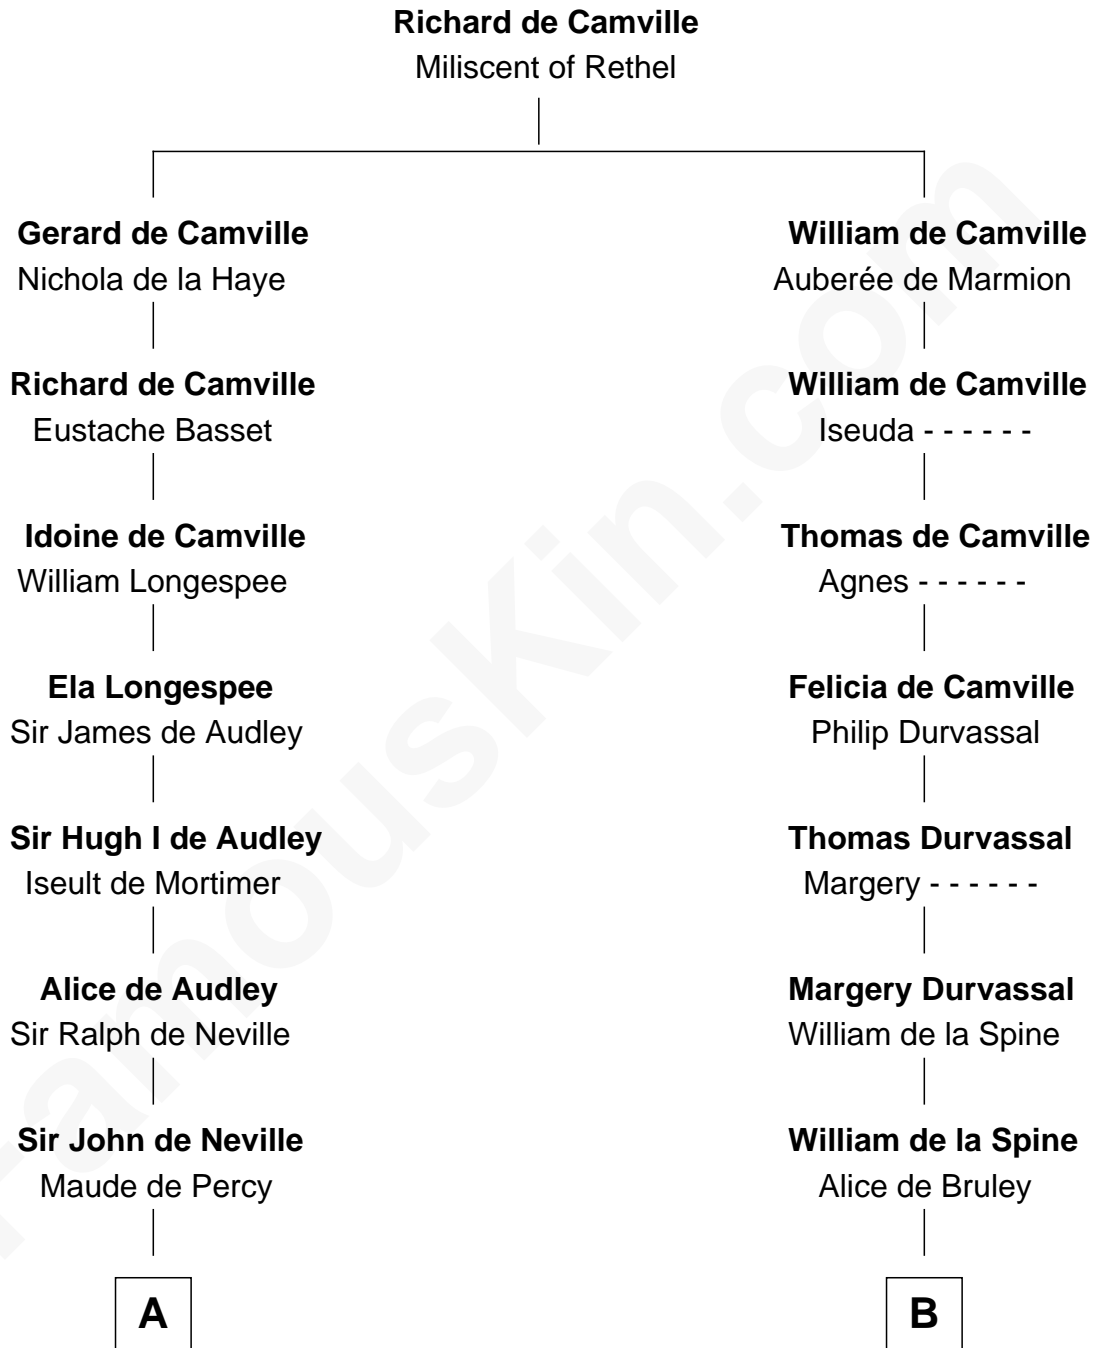 Richard de Camville
Miliscent of Rethel
Gerard de Camville
Nichola de la Haye
William de Camville
Auberée de Marmion
Richard de Camville
Eustache Basset
William de Camville
Iseuda - - - - - -
Idoine de Camville
William Longespee
Thomas de Camville
Agnes - - - - - -
Ela Longespee
Sir James de Audley
Felicia de Camville
Philip Durvassal
Sir Hugh I de Audley
Iseult de Mortimer
Thomas Durvassal
Margery - - - - - -
Alice de Audley
Sir Ralph de Neville
Margery Durvassal
William de la Spine
Sir John de Neville
Maude de Percy
William de la Spine
Alice de Bruley
A
B
FamousKin.com